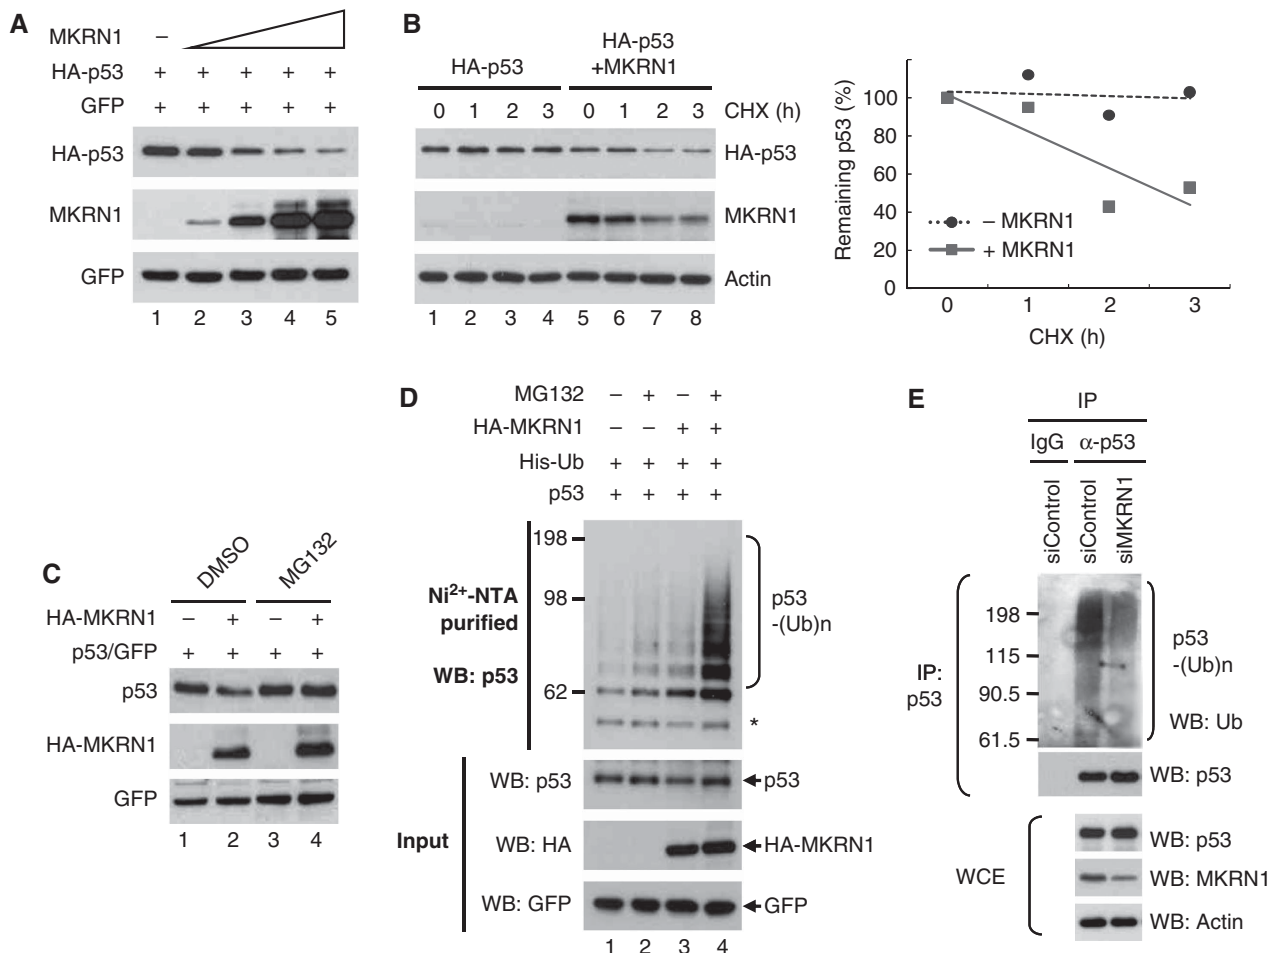 A
MKRN1 –
HA-p53 + + + + +
GFP + + + + +
HA-p53
MKRN1
GFP
1 2 3 4 5
B
HA-p53
HA-p53
+MKRN1
0 1 2 3 0 1 2 3 CHX (h)
HA-p53
MKRN1
Actin
1 2 3 4 5 6 7 8
Remaining p53 (%)
100
80
60
40
20
0
– MKRN1
+ MKRN1
0 1 2 3
CHX (h)
C
DMSO MG132
HA-MKRN1 – + – +
p53/GFP + + + +
p53
HA-MKRN1
GFP
1 2 3 4
D
MG132 – + – +
HA-MKRN1 – – + +
His-Ub + + + +
p53 + + + +
Ni2+-NTA
purified
WB: p53
198
98
62
p53
-(Ub)n
*
Input
WB: p53 p53
WB: HA HA-MKRN1
WB: GFP GFP
1 2 3 4
E
IP
IgG α-p53
siControl siControl siMKRN1
IP:
p53
198
115
90.5
61.5
p53
-(Ub)n
WB: Ub
WB: p53
WCE
WB: p53
WB: MKRN1
WB: Actin